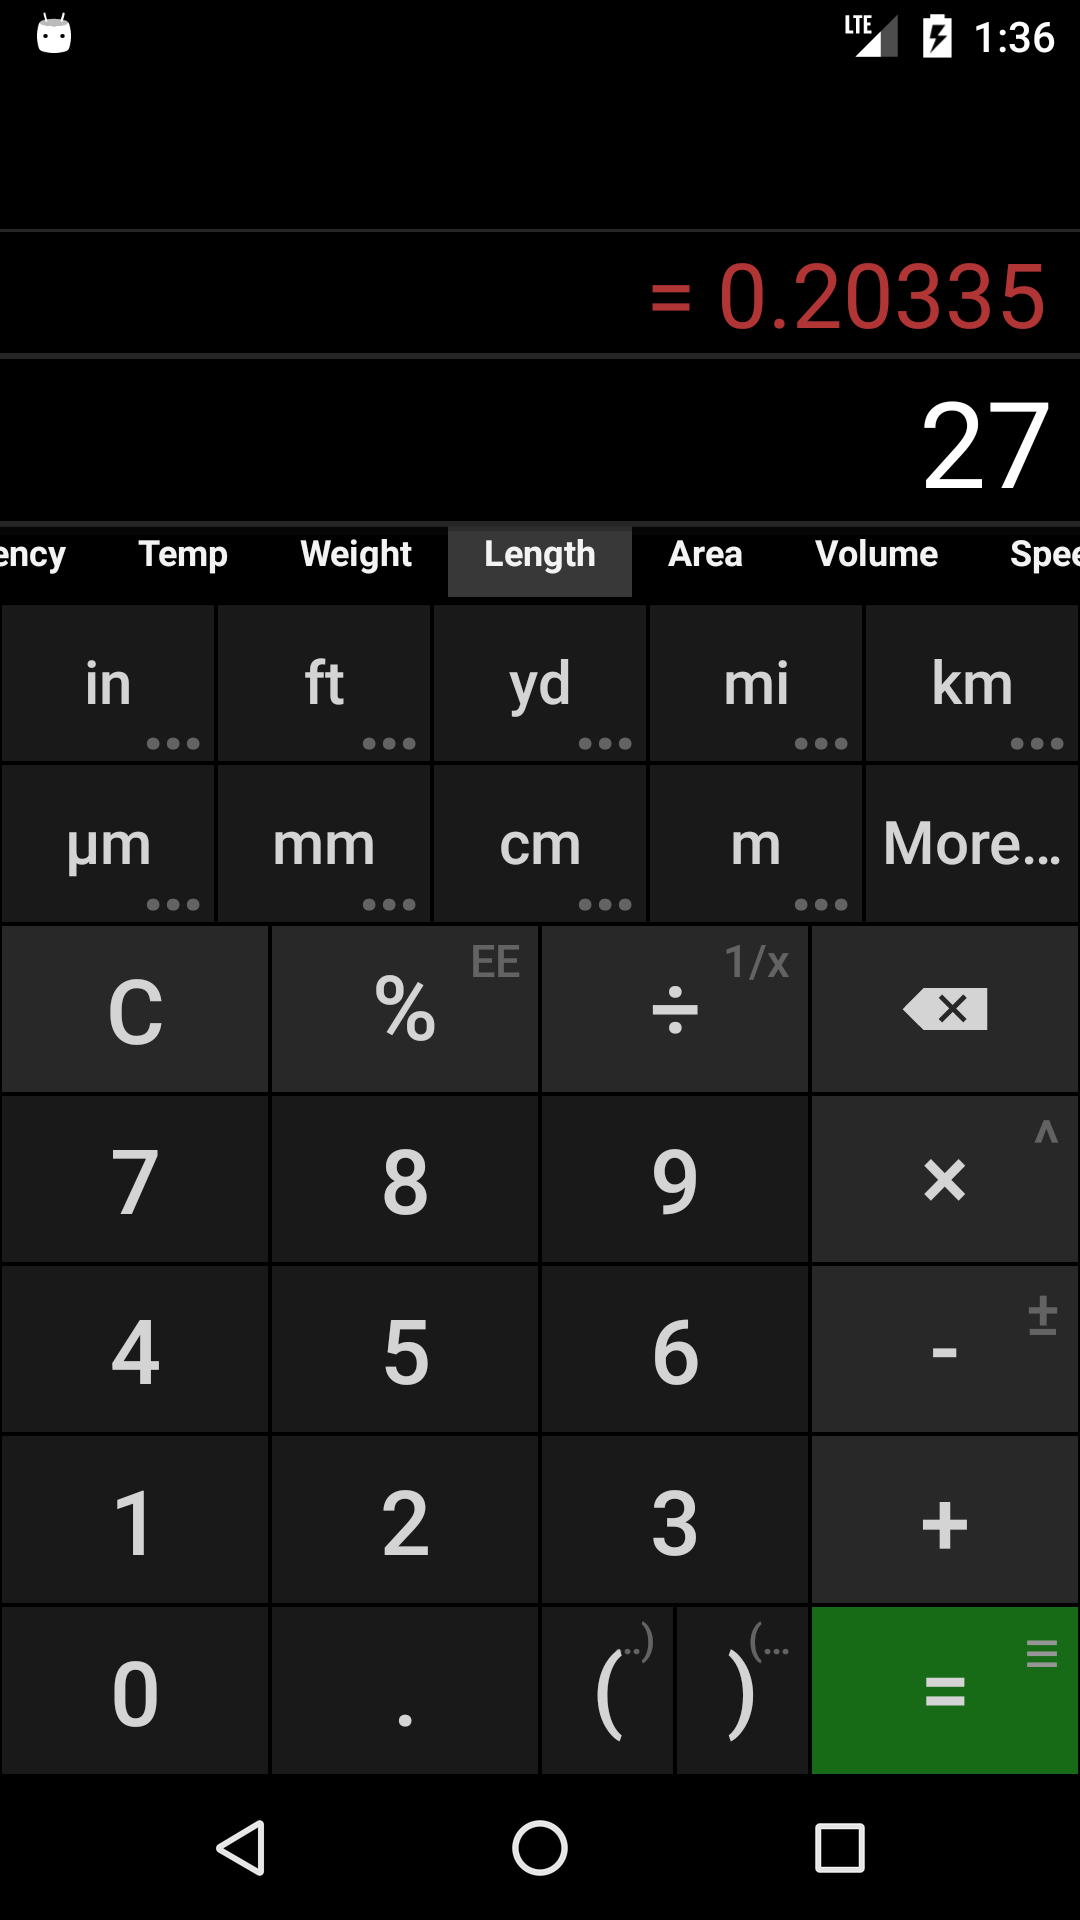 LTE 1:36
= 0.20335
27
ency Temp Weight Length Area Volume Spee
in ft yd mi km
µm mm cm m More...
C % EE ÷ 1/x
7 8 9 × ^
4 5 6 - ±
1 2 3 +
0 . ( ..) ) (... = ≡